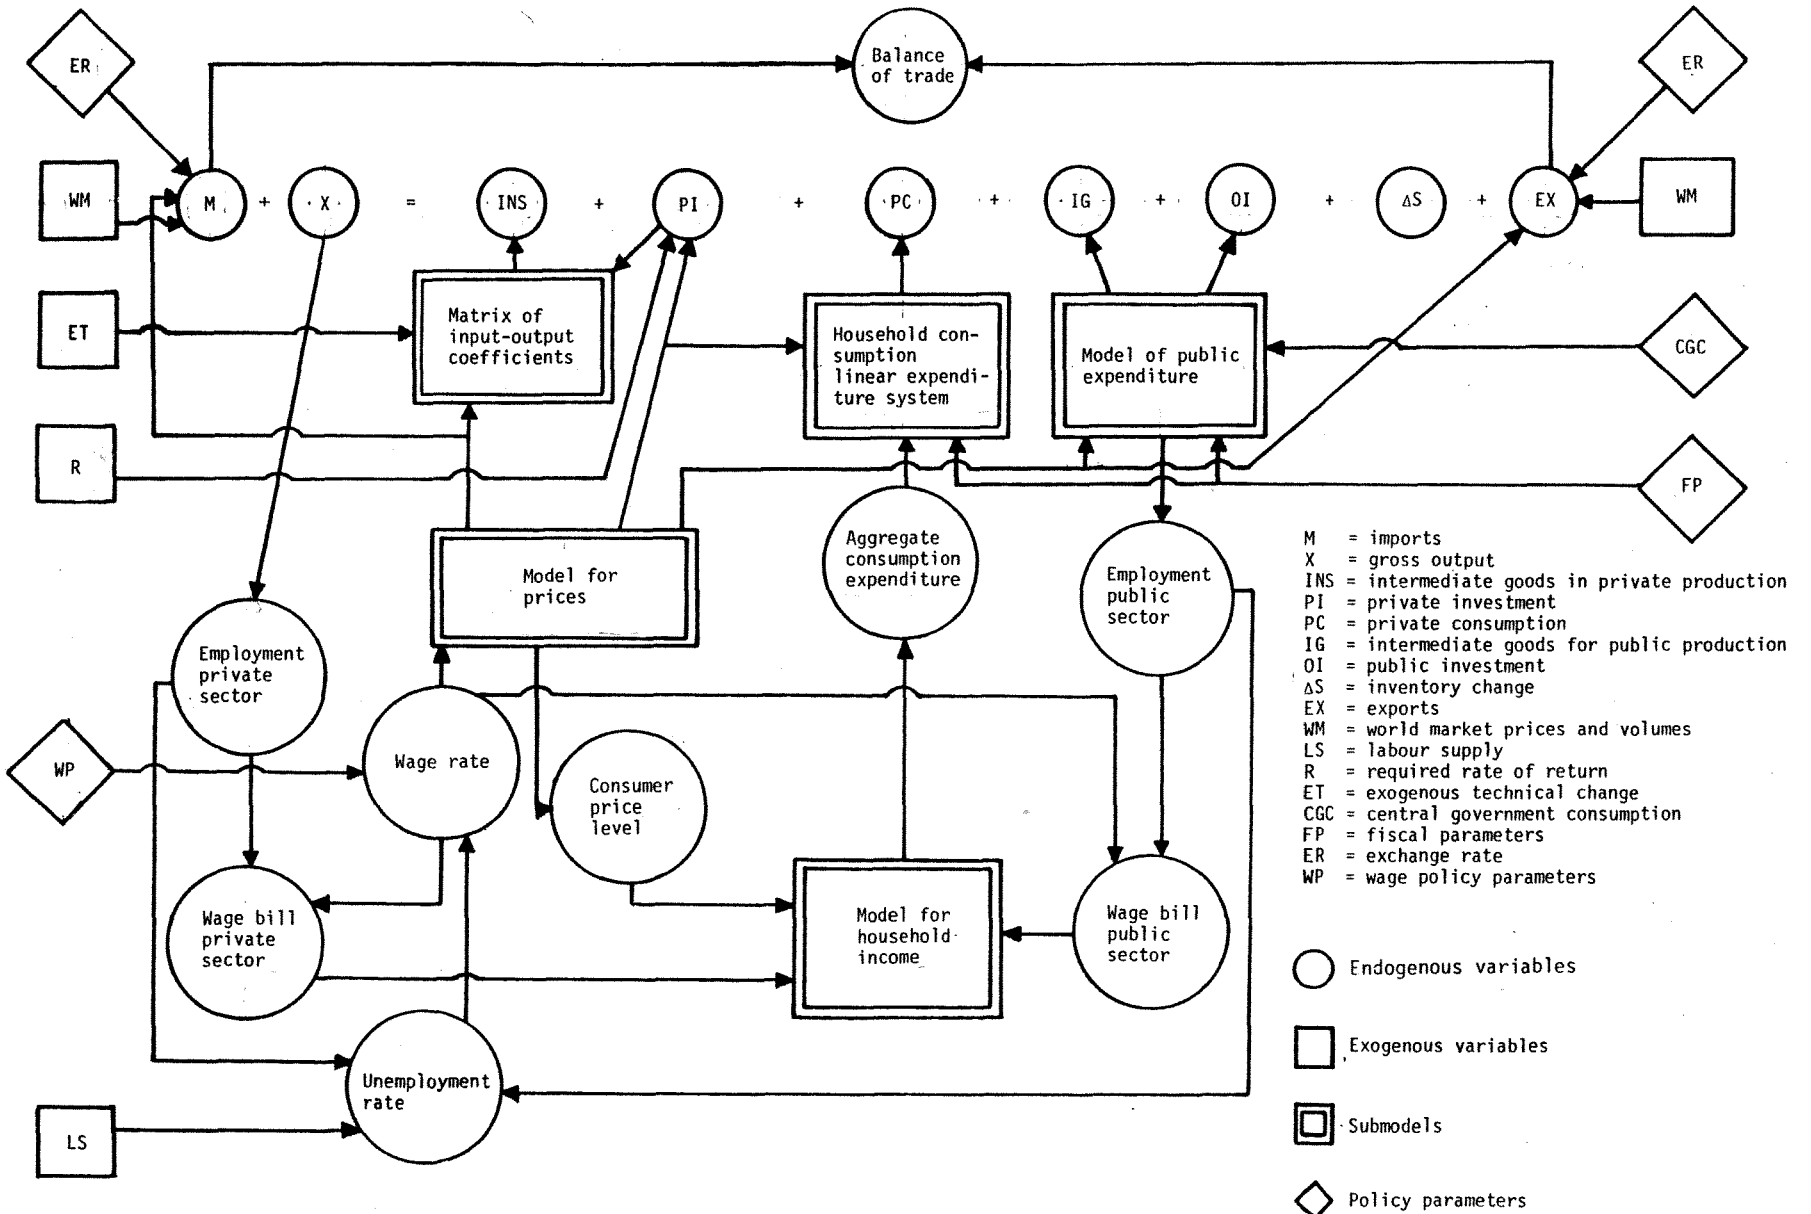 ER
Balance
of trade
ER
WM
M + X = INS + PI + PC + IG + OI + ΔS + EX
WM
ET
Matrix of
input-output
coefficients
Household con-
sumption
linear expendi-
ture system
Model of public
expenditure
CGC
R
FP
Model for
prices
Aggregate
consumption
expenditure
Employment
public
sector
Employment
private
sector
WP
Wage rate
Consumer
price
level
Wage bill
private
sector
Model for
household
income
Wage bill
public
sector
Unemployment
rate
LS
M = imports
X = gross output
INS = intermediate goods in private production
PI = private investment
PC = private consumption
IG = intermediate goods for public production
OI = public investment
ΔS = inventory change
EX = exports
WM = world market prices and volumes
LS = labour supply
R = required rate of return
ET = exogenous technical change
CGC = central government consumption
FP = fiscal parameters
ER = exchange rate
WP = wage policy parameters
Endogenous variables
Exogenous variables
Submodels
Policy parameters